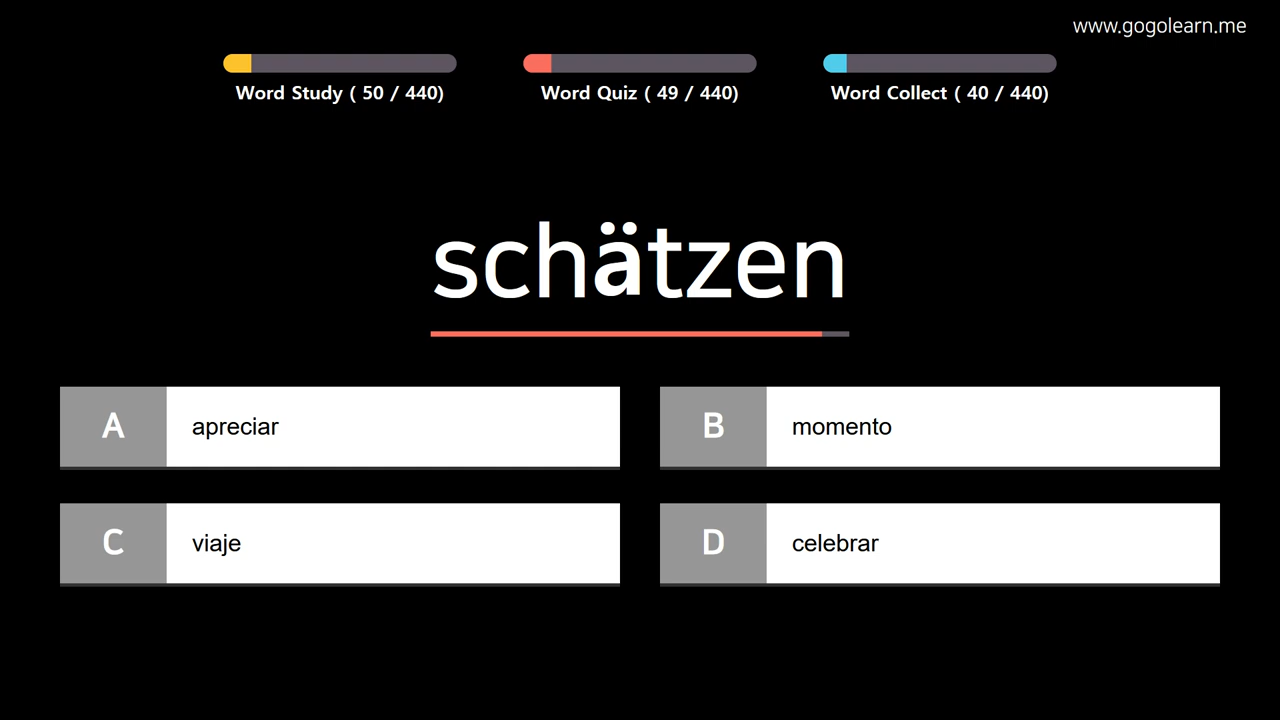 www.gogolearn.me
Word Study ( 50 / 440)
Word Quiz ( 49 / 440)
Word Collect ( 40 / 440)
schätzen
A apreciar
B momento
C viaje
D celebrar